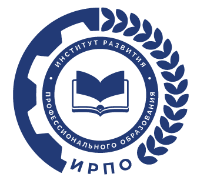 • ИНСТИТУТ РАЗВИТИЯ •
ПРОФЕССИОНАЛЬНОГО ОБРАЗОВАНИЯ
ИРПО